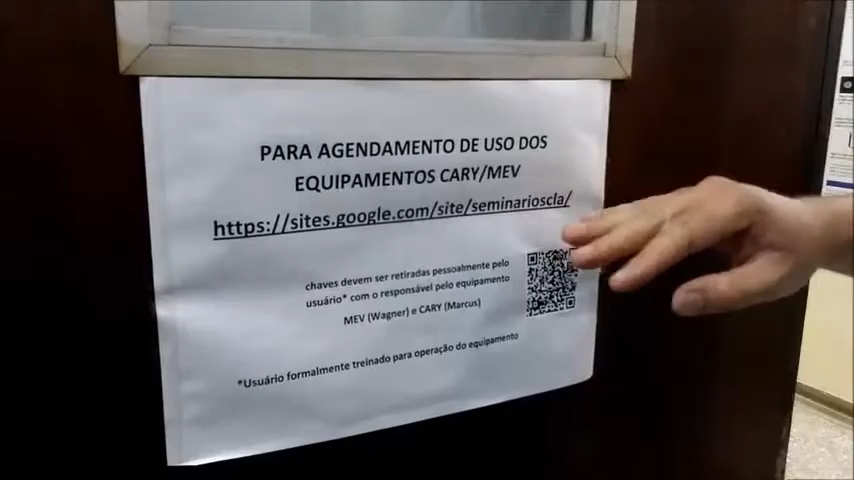 PARA AGENDAMENTO DE USO DOS
EQUIPAMENTOS CARY/MEV
https://sites.google.com/site/seminarioscla/
chaves devem ser retiradas pessoalmente pelo
usuário* com o responsável pelo equipamento
MEV (Wagner) e CARY (Marcus)
*Usuário formalmente treinado para operação do equipamento